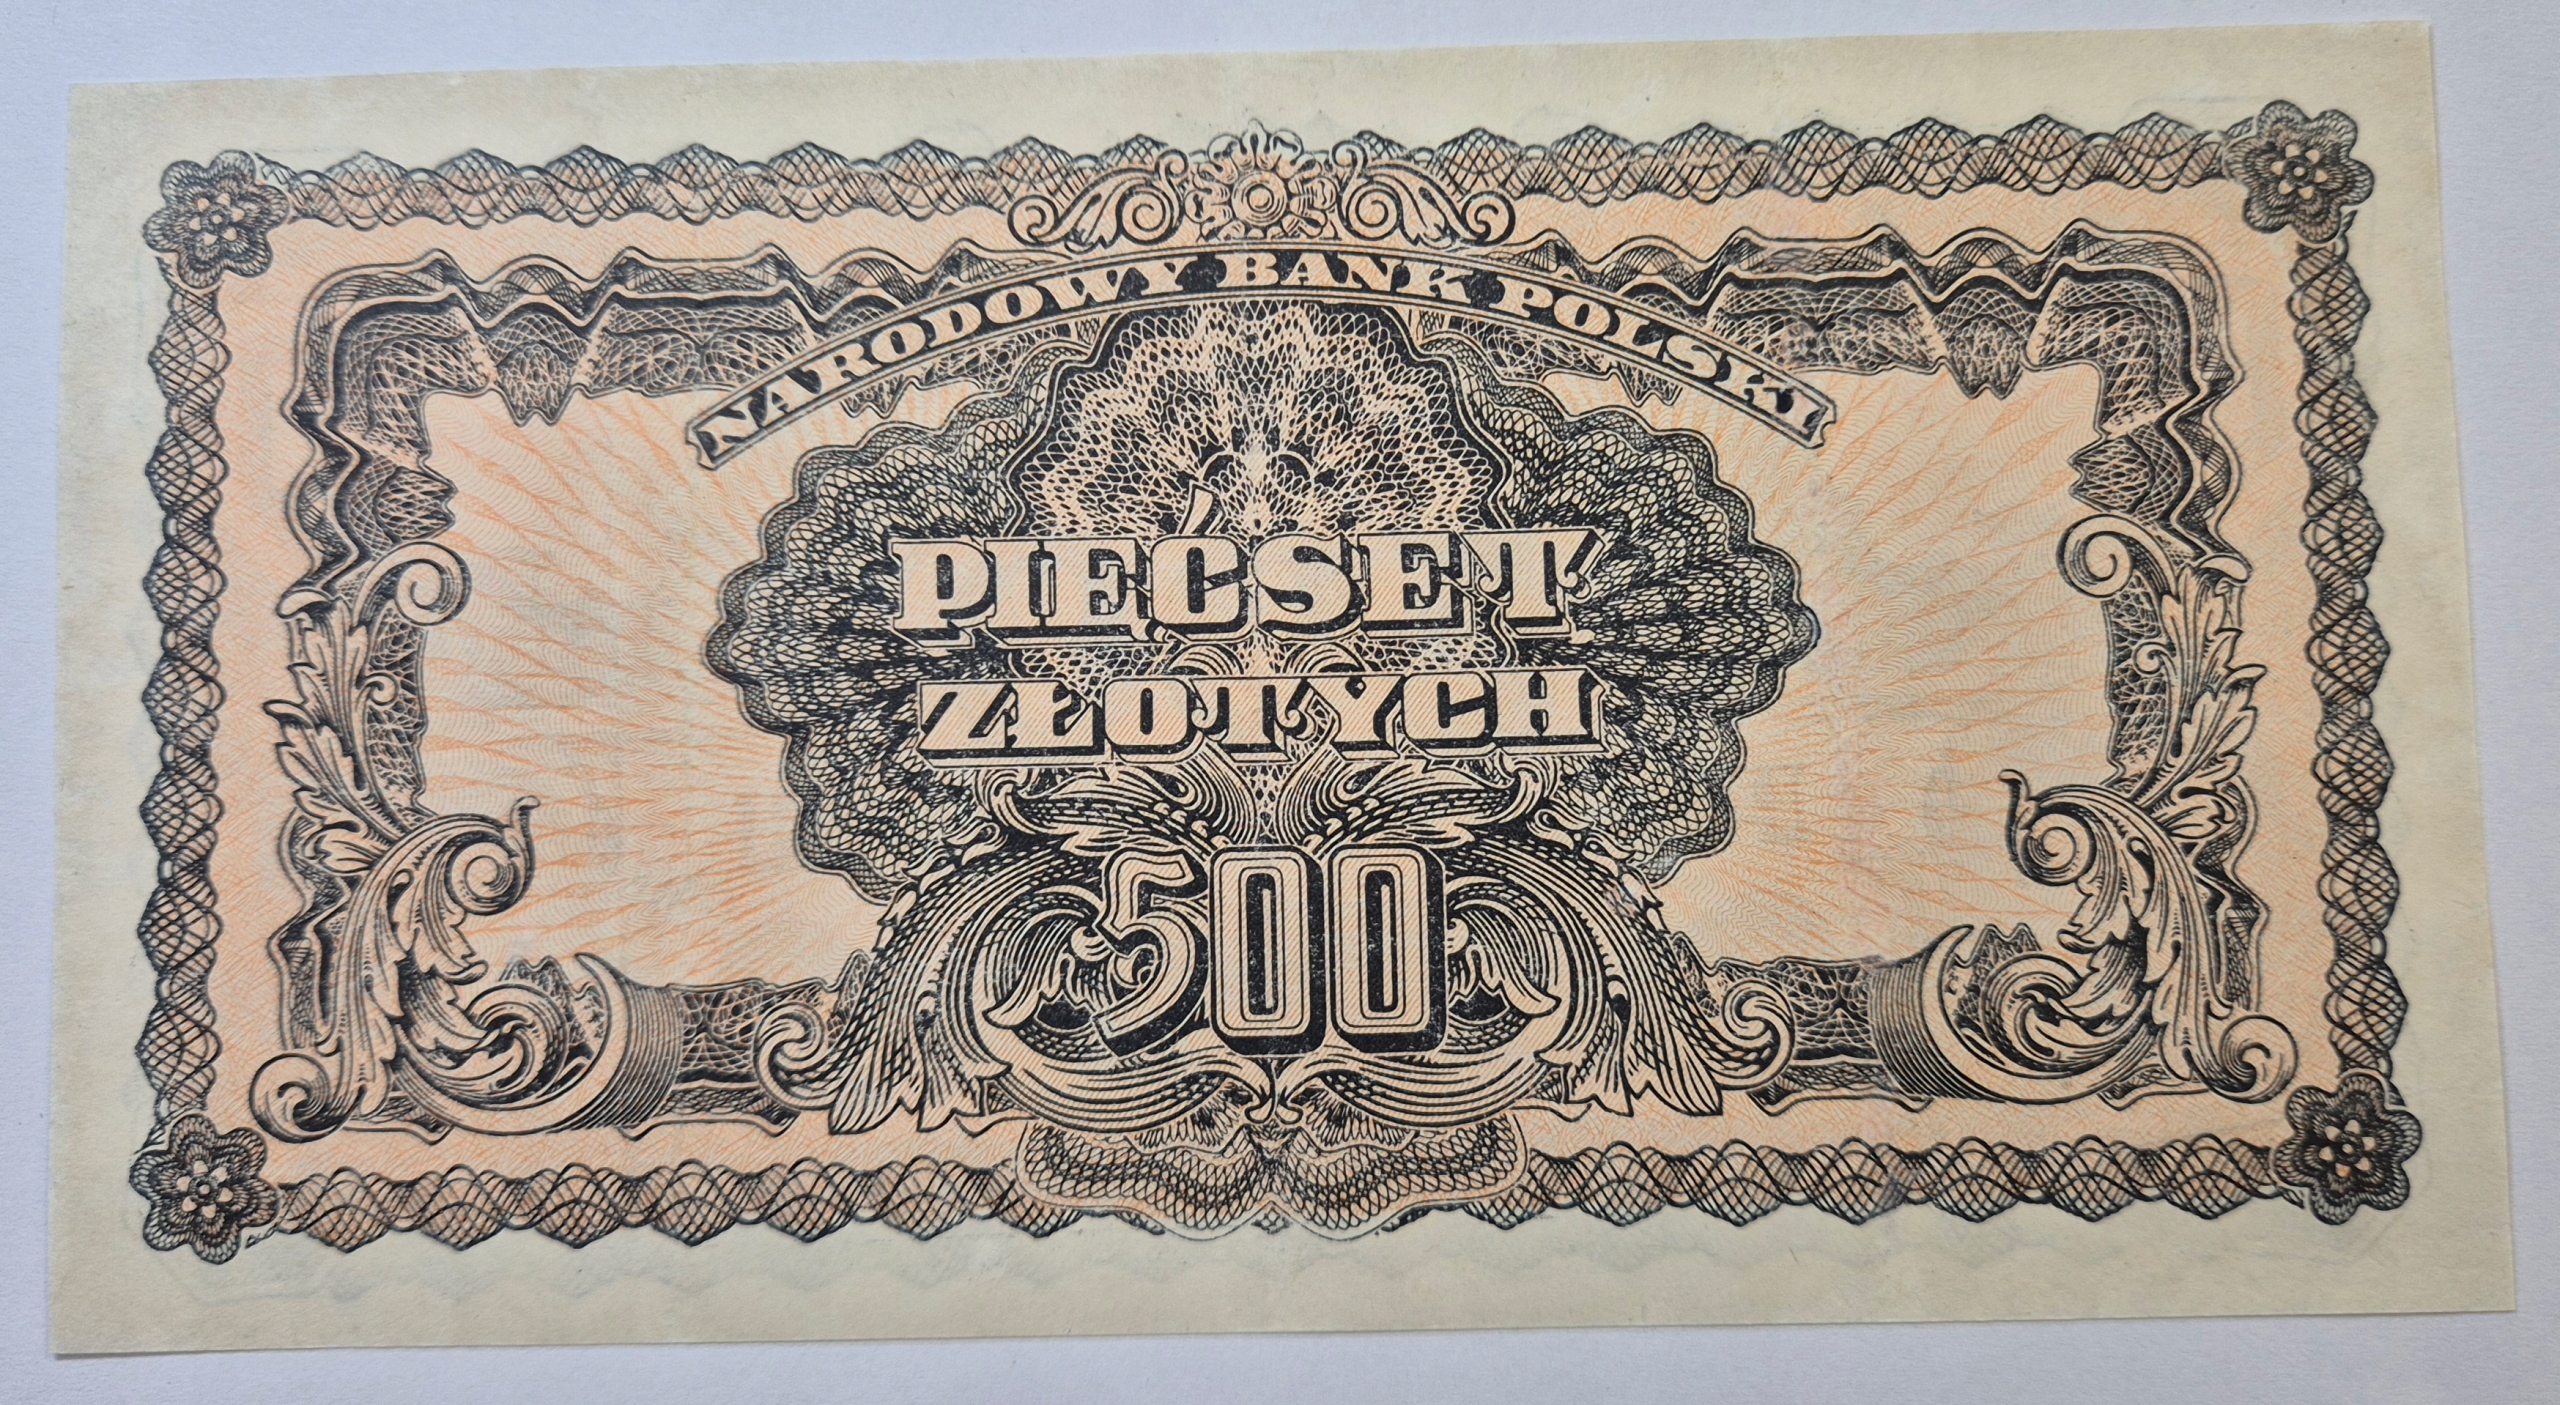 NARODOWY BANK POLSKI
PIĘĆSET
ZŁOTYCH
500